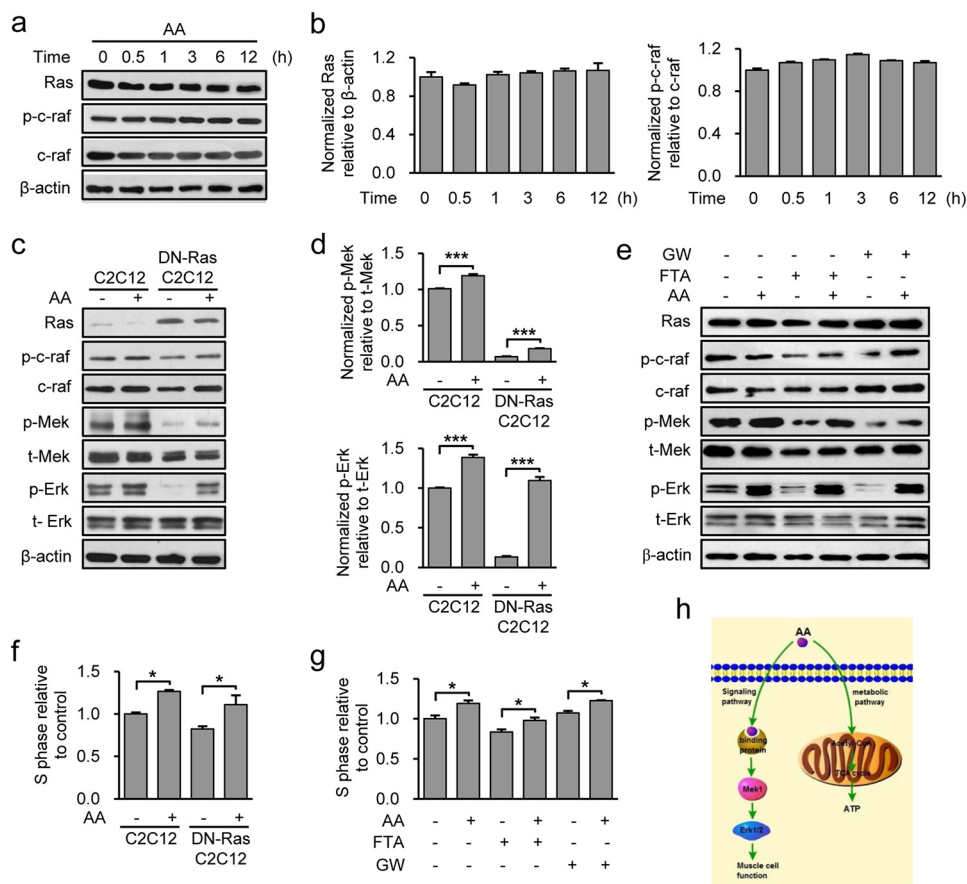 a
AA
Time 0 0.5 1 3 6 12 (h)
Ras
p-c-raf
c-raf
β-actin
b
Normalized Ras
relative to β-actin
1.2
0.8
0.4
0.0
Time 0 0.5 1 3 6 12 (h)
Normalized p-c-raf
relative to c-raf
1.2
0.8
0.4
0.0
Time 0 0.5 1 3 6 12 (h)
c
DN-Ras
C2C12 C2C12
AA - + - +
Ras
p-c-raf
c-raf
p-Mek
t-Mek
p-Erk
t- Erk
β-actin
d
Normalized p-Mek
relative to t-Mek
1.5
1.0
0.5
0.0
***
***
AA - + - +
C2C12 DN-Ras
C2C12
Normalized p-Erk
relative to t-Erk
1.5
1.0
0.5
0.0
***
***
AA - + - +
C2C12 DN-Ras
C2C12
e
GW - - - - + +
FTA - - + + - -
AA - + - + - +
Ras
p-c-raf
c-raf
p-Mek
t-Mek
p-Erk
t-Erk
β-actin
f
S phase relative
to control
1.5
1.0
0.5
0.0
*
*
AA - + - +
C2C12 DN-Ras
C2C12
g
S phase relative
to control
1.5
1.0
0.5
0.0
*
*
*
AA - + - + - +
FTA - - + + - -
GW - - - - + +
h
AA
Signaling
pathway
metabolic
pathway
binding
protein
Mek1
Erk1/2
Muscle cell
function
Acetyl-CoA
TCA cycle
ATP